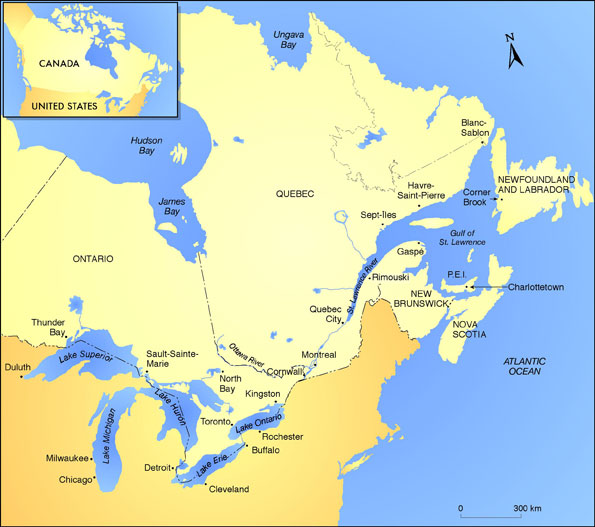 CANADA
UNITED STATES
Ungava
Bay
N
Hudson
Bay
James
Bay
Blanc-
Sablon
NEWFOUNDLAND
AND LABRADOR
Corner
Brook
Havre-
Saint-Pierre
QUEBEC
Sept-Iles
Gulf of
St. Lawrence
Gaspé
ONTARIO
St. Lawrence River
Rimouski
P.E.I.
Charlottetown
NEW
BRUNSWICK
NOVA
SCOTIA
Quebec
City
Thunder
Bay
Lake Superior
Duluth
Sault-Sainte-
Marie
Ottawa River
Montreal
ATLANTIC
OCEAN
North
Bay
Cornwall
Kingston
Lake Huron
Lake Michigan
Toronto
Lake Ontario
Rochester
Buffalo
Milwaukee
Chicago
Detroit
Lake Erie
Cleveland
0 300 km